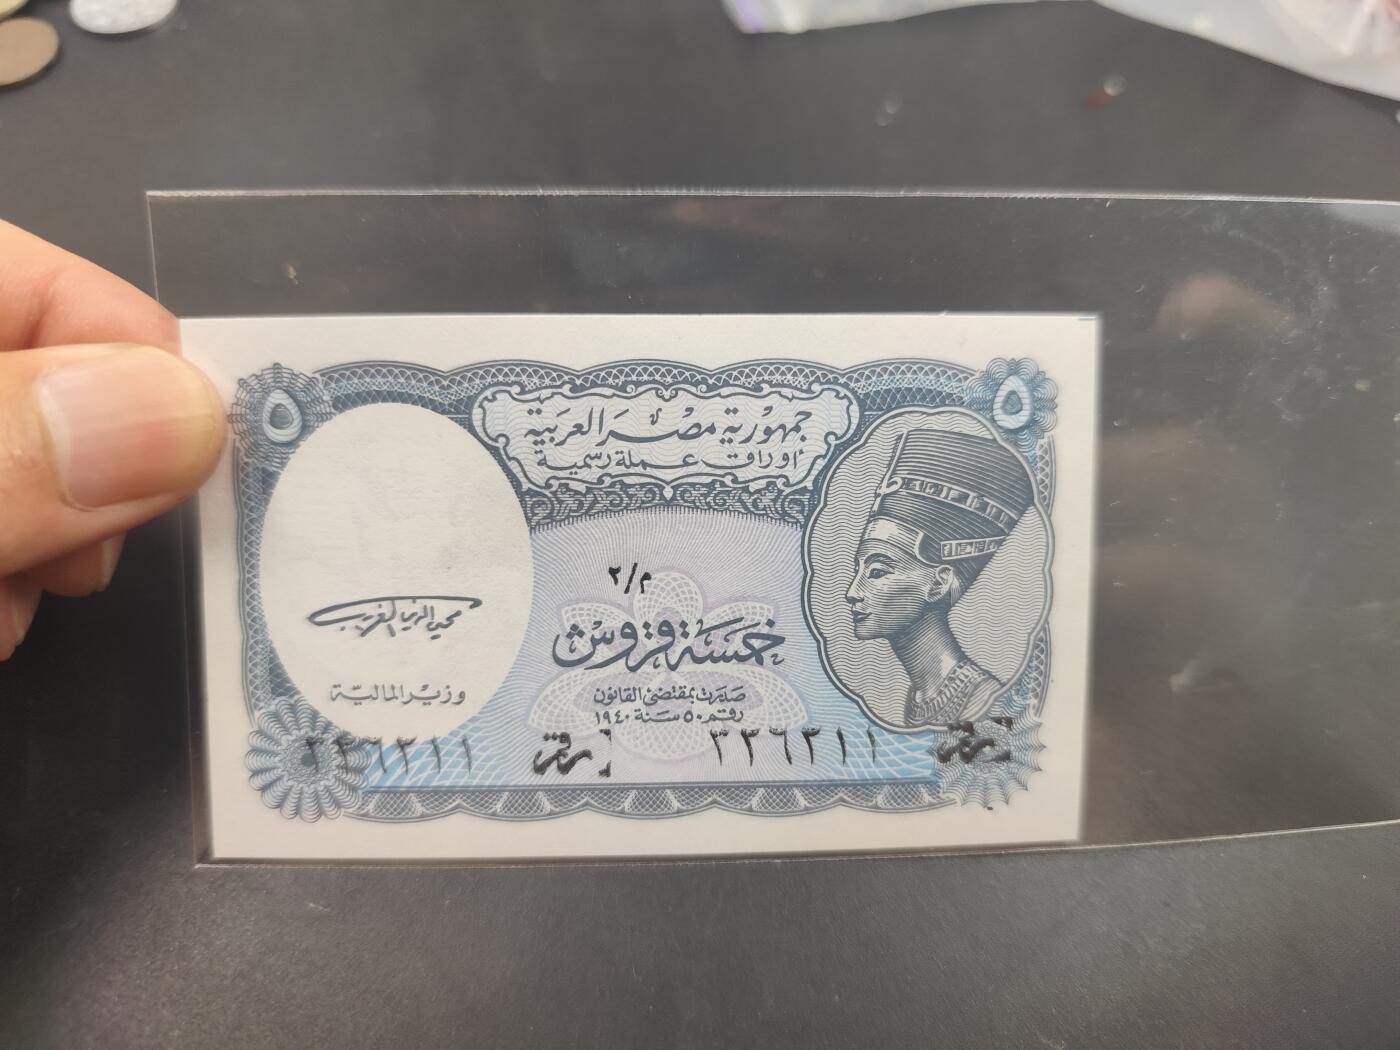 ٥
٥
جمهورية مصر العربية
أوراق عملة رسمية
م/٢
خمسة قروش
صدرت بمقتضى القانون
رقم ٥٠ سنة ١٩٤٠
وزير المالية
رقم
٣٣٦٢١١
رقم
٣٣٦٢١١